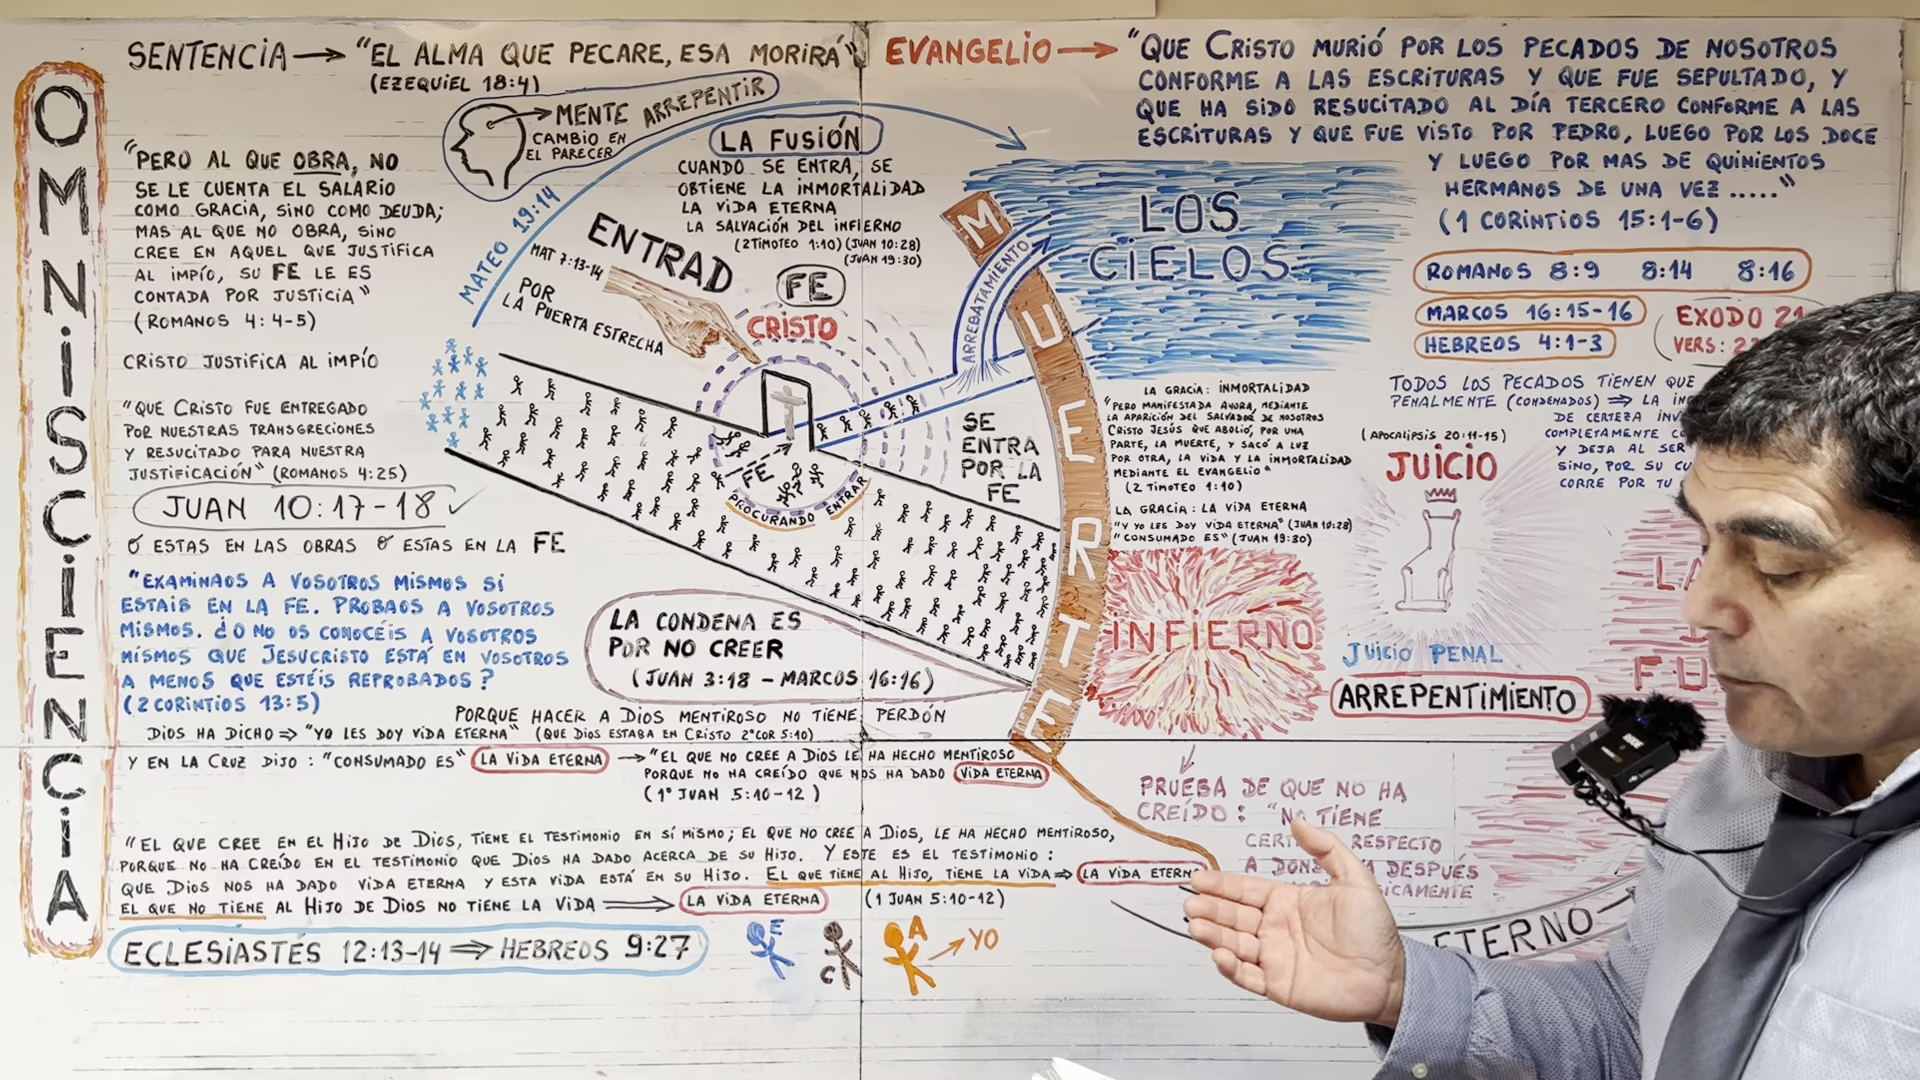 OMNISCIENCIA
SENTENCIA → "EL ALMA QUE PECARE, ESA MORIRÁ"
(EZEQUIEL 18:4)
MENTE ARREPENTIR
CAMBIO EN
EL PARECER
"PERO AL QUE OBRA, NO
SE LE CUENTA EL SALARIO
COMO GRACIA, SINO COMO DEUDA;
MAS AL QUE NO OBRA, SINO
CREE EN AQUEL QUE JUSTIFICA
AL IMPÍO, SU FE LE ES
CONTADA POR JUSTICIA"
(ROMANOS 4:4-5)
CRISTO JUSTIFICA AL IMPÍO
"QUE CRISTO FUE ENTREGADO
POR NUESTRAS TRANSGRECIONES
Y RESUCITADO PARA NUESTRA
JUSTIFICACIÓN" (ROMANOS 4:25)
JUAN 10:17-18
Ó ESTAS EN LAS OBRAS Ó ESTAS EN LA FE
"EXAMINAOS A VOSOTROS MISMOS SI
ESTAIS EN LA FE. PROBAOS A VOSOTROS
MISMOS. ¿O NO OS CONOCÉIS A VOSOTROS
MISMOS QUE JESUCRISTO ESTÁ EN VOSOTROS
A MENOS QUE ESTÉIS REPROBADOS?
(2 CORINTIOS 13:5)
MATEO 19:14
LA FUSIÓN
CUANDO SE ENTRA, SE
OBTIENE LA INMORTALIDAD
LA VIDA ETERNA
LA SALVACIÓN DEL INFIERNO
(2TIMOTEO 1:10) (JUAN 10:28)
(JUAN 19:30)
ENTRAD
MAT 7:13-14
POR
LA PUERTA ESTRECHA
FE
CRISTO
FE
PROCURANDO ENTRAR
SE
ENTRA
POR LA
FE
ARREBATAMIENTO
MUERTE
LOS
CIELOS
LA CONDENA ES
POR NO CREER
(JUAN 3:18 - MARCOS 16:16)
PORQUE HACER A DIOS MENTIROSO NO TIENE PERDÓN
DIOS HA DICHO ⇒ "YO LES DOY VIDA ETERNA" (QUE DIOS ESTABA EN CRISTO 2°COR 5:10)
Y EN LA CRUZ DIJO: "CONSUMADO ES" LA VIDA ETERNA → "EL QUE NO CREE A DIOS LE HA HECHO MENTIROSO
PORQUE NO HA CREÍDO QUE NOS HA DADO VIDA ETERNA
(1° JUAN 5:10-12)
"EL QUE CREE EN EL HIJO DE DIOS, TIENE EL TESTIMONIO EN SÍ MISMO; EL QUE NO CREE A DIOS, LE HA HECHO MENTIROSO,
PORQUE NO HA CREÍDO EN EL TESTIMONIO QUE DIOS HA DADO ACERCA DE SU HIJO. Y ESTE ES EL TESTIMONIO:
QUE DIOS NOS HA DADO VIDA ETERNA Y ESTA VIDA ESTÁ EN SU HIJO. EL QUE TIENE AL HIJO, TIENE LA VIDA ⇒ LA VIDA ETERNA
EL QUE NO TIENE AL HIJO DE DIOS NO TIENE LA VIDA ⇒ LA VIDA ETERNA (1 JUAN 5:10-12)
ECLESIASTÉS 12:13-14 ⇒ HEBREOS 9:27
E C A → YO
EVANGELIO → "QUE CRISTO MURIÓ POR LOS PECADOS DE NOSOTROS
CONFORME A LAS ESCRITURAS Y QUE FUE SEPULTADO, Y
QUE HA SIDO RESUCITADO AL DÍA TERCERO CONFORME A LAS
ESCRITURAS Y QUE FUE VISTO POR PEDRO, LUEGO POR LOS DOCE
Y LUEGO POR MAS DE QUINIENTOS
HERMANOS DE UNA VEZ ....."
(1 CORINTIOS 15:1-6)
ROMANOS 8:9 8:14 8:16
MARCOS 16:15-16
HEBREOS 4:1-3
EXODO 21
VERS: 2
TODOS LOS PECADOS TIENEN QUE
PENALMENTE (CONDENADOS) ⇒ LA
DE CERTEZA
COMPLETAMENTE
Y DEJA AL SER
SINO, POR SU
CORRE POR TU
LA GRACIA: INMORTALIDAD
"PERO MANIFESTADA AHORA, MEDIANTE
LA APARICIÓN DEL SALVADOR DE NOSOTROS
CRISTO JESÚS QUE ABOLIÓ, POR UNA
PARTE, LA MUERTE, Y SACÓ A LUZ
POR OTRA, LA VIDA Y LA INMORTALIDAD
MEDIANTE EL EVANGELIO"
(2 TIMOTEO 1:10)
LA GRACIA: LA VIDA ETERNA
"Y YO LES DOY VIDA ETERNA" (JUAN 10:28)
"CONSUMADO ES" (JUAN 19:30)
(APOCALIPSIS 20:11-15)
JUICIO
JUICIO PENAL
INFIERNO
ARREPENTIMIENTO
PRUEBA DE QUE NO HA
CREÍDO: "NO TIENE
RESPECTO
A DESPUÉS
ETERNO →
LA
FU